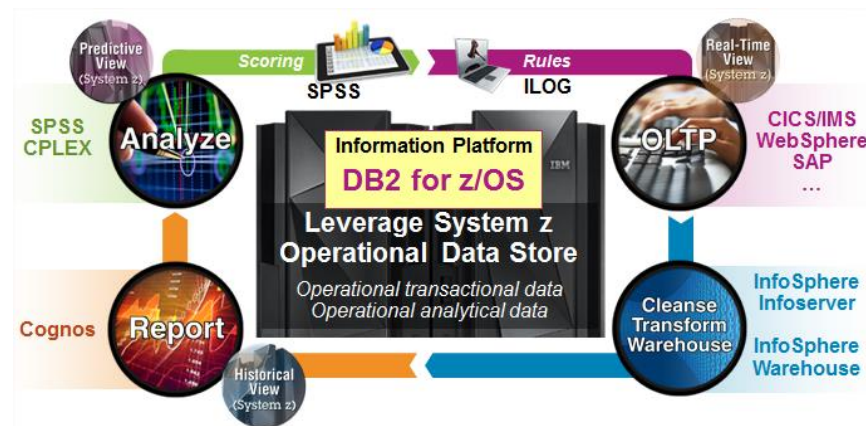 Predictive
View
(System z)
Scoring
SPSS
Rules
ILOG
Real-Time
View
(System z)
SPSS
CPLEX
Analyze
Information Platform
DB2 for z/OS
IBM
OLTP
CICS/IMS
WebSphere
SAP
...
Leverage System z
Operational Data Store
Operational transactional data
Operational analytical data
Cognos
Report
Historical
View
(System z)
Cleanse
Transform
Warehouse
InfoSphere
Infoserver
InfoSphere
Warehouse